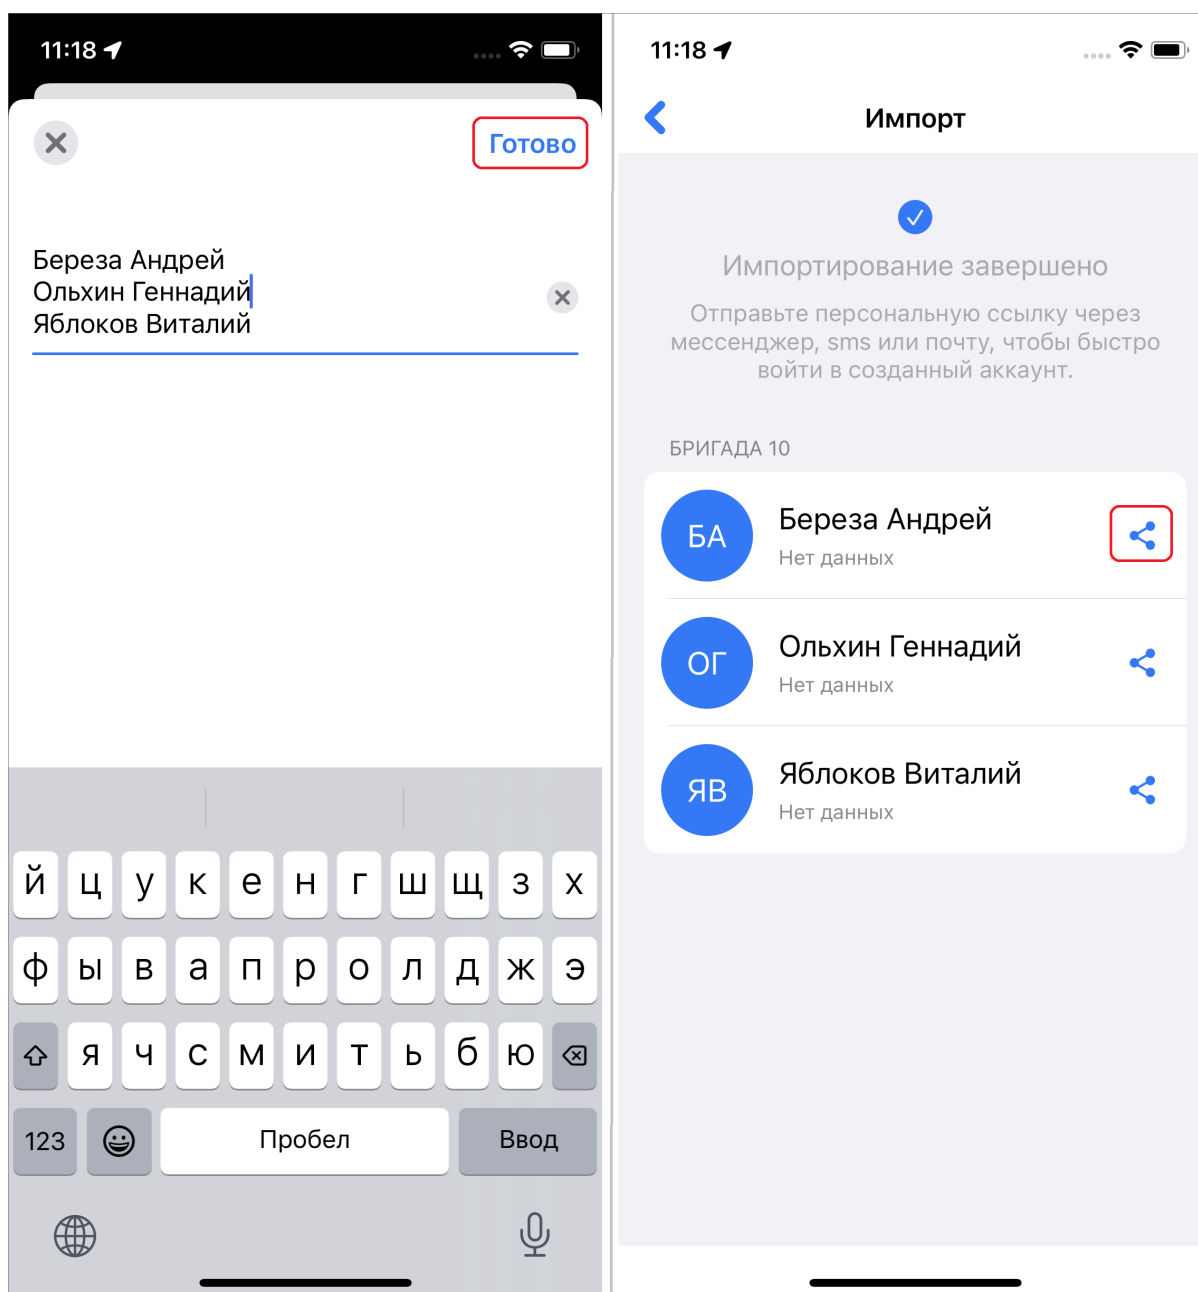 11:18
Готово
Береза Андрей
Ольхин Геннадий
Яблоков Виталий
й ц у к е н г ш щ з х
ф ы в а п р о л д ж э
я ч с м и т ь б ю
123 Пробел Ввод
11:18
Импорт
Импортирование завершено
Отправьте персональную ссылку через
мессенджер, sms или почту, чтобы быстро
войти в созданный аккаунт.
БРИГАДА 10
БА
Береза Андрей
Нет данных
ОГ
Ольхин Геннадий
Нет данных
ЯВ
Яблоков Виталий
Нет данных